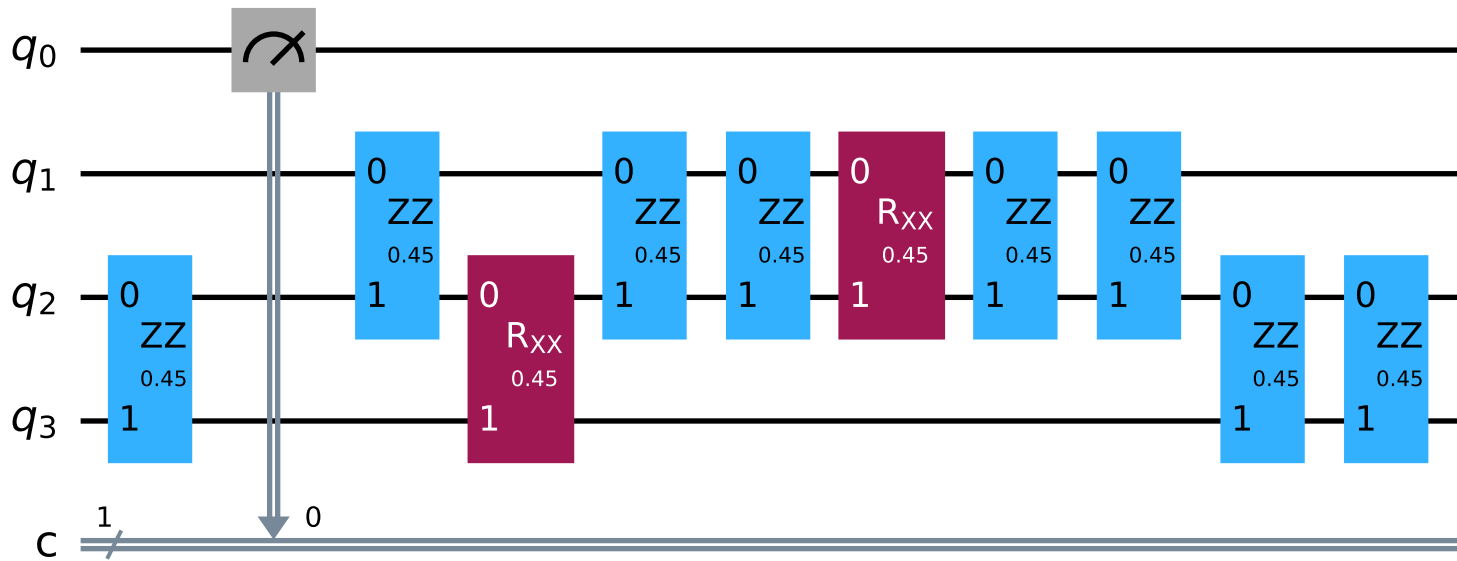 q0
q1
0 0 0 0 0 0
ZZ ZZ ZZ RXX ZZ ZZ
0.45 0.45 0.45 0.45 0.45 0.45
q2
0 1 0 1 1 1 1 1 0 0
ZZ RXX ZZ ZZ
0.45 0.45 0.45 0.45
q3
1 1 1 1
1 0
c